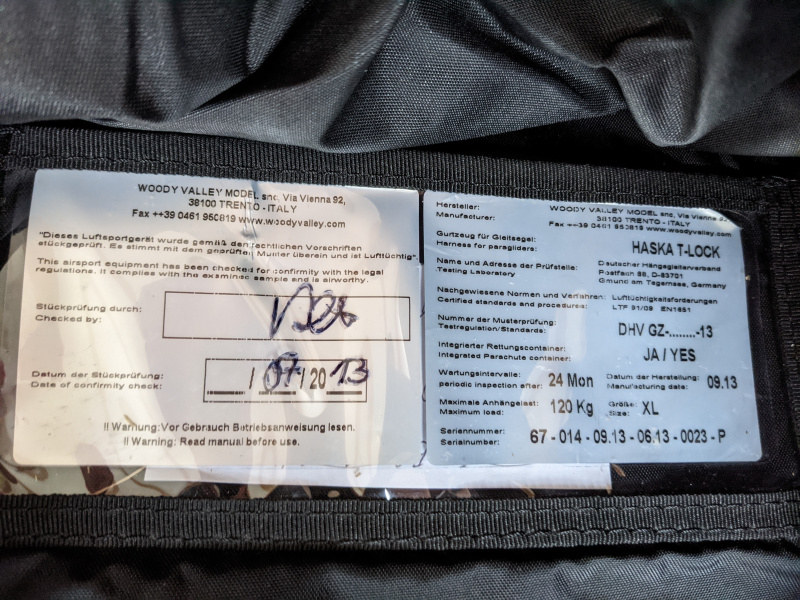 WOODY VALLEY MODEL snc, Via Vienna 92,
38100 TRENTO - ITALY
Fax ++39 0461 950819 www.woodyvalley.com
"Dieses Luftsportgerät wurde gemäß den rechtlichen Vorschriften
stückgeprüft. Es stimmt mit dem geprüften Muster überein und ist Lufttüchtig".
This airsport equipment has been checked for confirmity with the legal
regulations. It complies with the examined sample and is airworthy.
Stückprüfung durch:
Checked by:
Datum der Stückprüfung:
Date of confirmity check:
/ 07 / 20 13
!! Warnung: Vor Gebrauch Betriebsanweisung lesen.
!! Warning: Read manual before use.
Hersteller:
Manufacturer:
WOODY VALLEY MODEL snc, Via Vienna 92
38100 TRENTO - ITALY
Fax ++39 0461 950819 www.woodyvalley.com
Gurtzeug für Gleitsegel:
Harness for paragliders:
HASKA T-LOCK
Name und Adresse der Prüfstelle:
Testing Laboratory
Deutscher Hängegleiterverband
Postfach 88, D-83701
Gmund am Tegernsee, Germany
Nachgewiesene Normen und Verfahren:
Certified standards and procedures:
Lufttüchtigkeitsforderungen
LTF 91/09 EN1651
Nummer der Musterprüfung:
Testregulation/Standards:
DHV GZ-........-13
Integrierter Rettungscontainer:
Integrated Parachute container:
JA / YES
Wartungsintervalle:
periodic inspection after:
24 Mon
Datum der Herstellung:
Manufacturing date:
09.13
Maximale Anhängelast:
Maximum load:
120 Kg
Größe:
Size:
XL
Seriennummer:
Serialnumber:
67 - 014 - 09.13 - 06.13 - 0023 - P